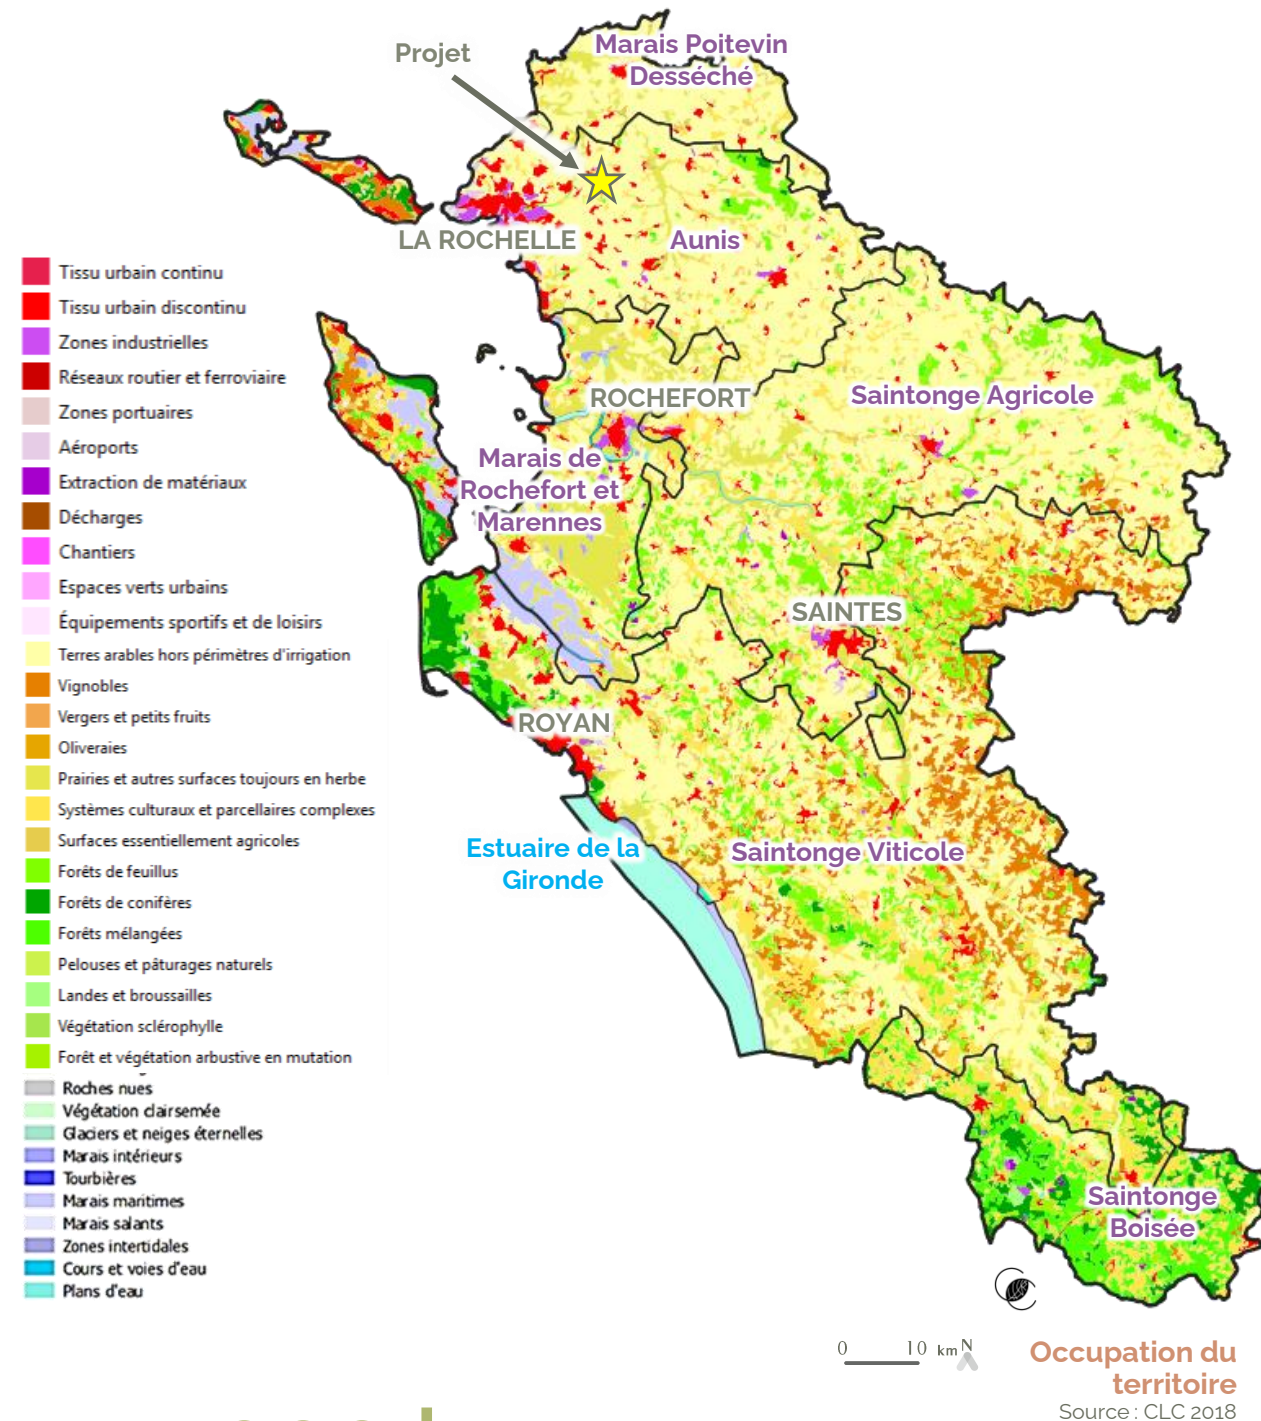 Projet
Marais Poitevin
Desséché
LA ROCHELLE
Aunis
Tissu urbain continu
Tissu urbain discontinu
Zones industrielles
Réseaux routier et ferroviaire
Zones portuaires
Aéroports
Extraction de matériaux
Décharges
Chantiers
Espaces verts urbains
Équipements sportifs et de loisirs
Terres arables hors périmètres d'irrigation
Vignobles
Vergers et petits fruits
Oliveraies
Prairies et autres surfaces toujours en herbe
Systèmes culturaux et parcellaires complexes
Surfaces essentiellement agricoles
Forêts de feuillus
Forêts de conifères
Forêts mélangées
Pelouses et pâturages naturels
Landes et broussailles
Végétation sclérophylle
Forêt et végétation arbustive en mutation
Roches nues
Végétation clairsemée
Glaciers et neiges éternelles
Marais intérieurs
Tourbières
Marais maritimes
Marais salants
Zones intertidales
Cours et voies d'eau
Plans d'eau
ROCHEFORT
Saintonge Agricole
Marais de
Rochefort et
Marennes
SAINTES
ROYAN
Estuaire de la
Gironde
Saintonge Viticole
Saintonge
Boisée
0 10 km N
Occupation du
territoire
Source : CLC 2018